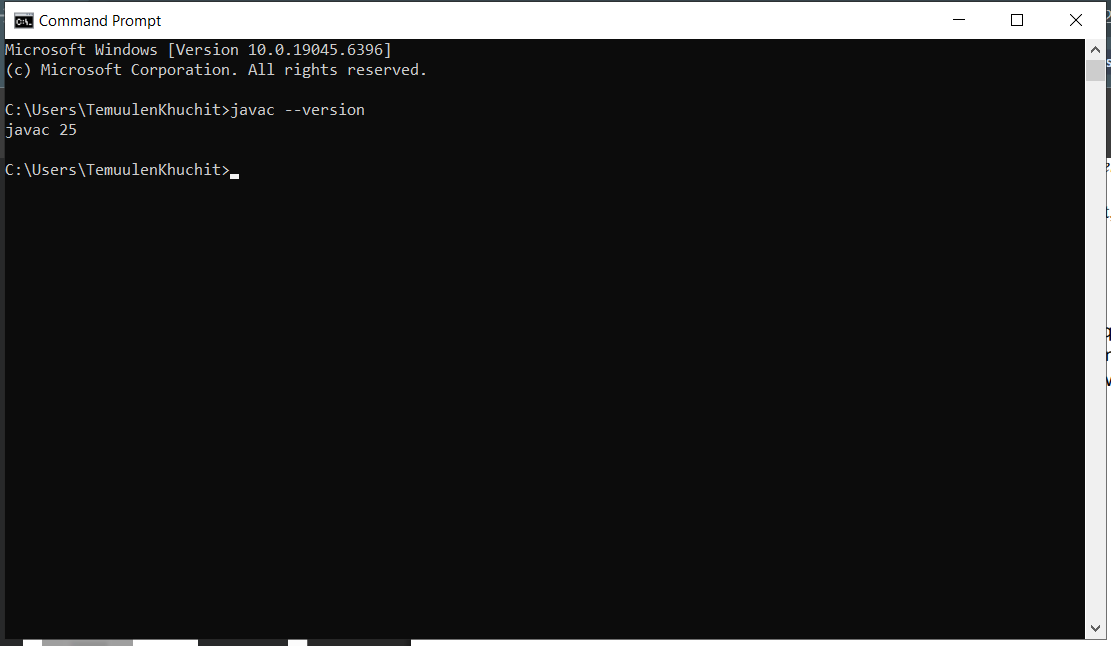 Command Prompt
Microsoft Windows [Version 10.0.19045.6396]
(c) Microsoft Corporation. All rights reserved.
C:\Users\TemuulenKhuchit>javac --version
javac 25
C:\Users\TemuulenKhuchit>